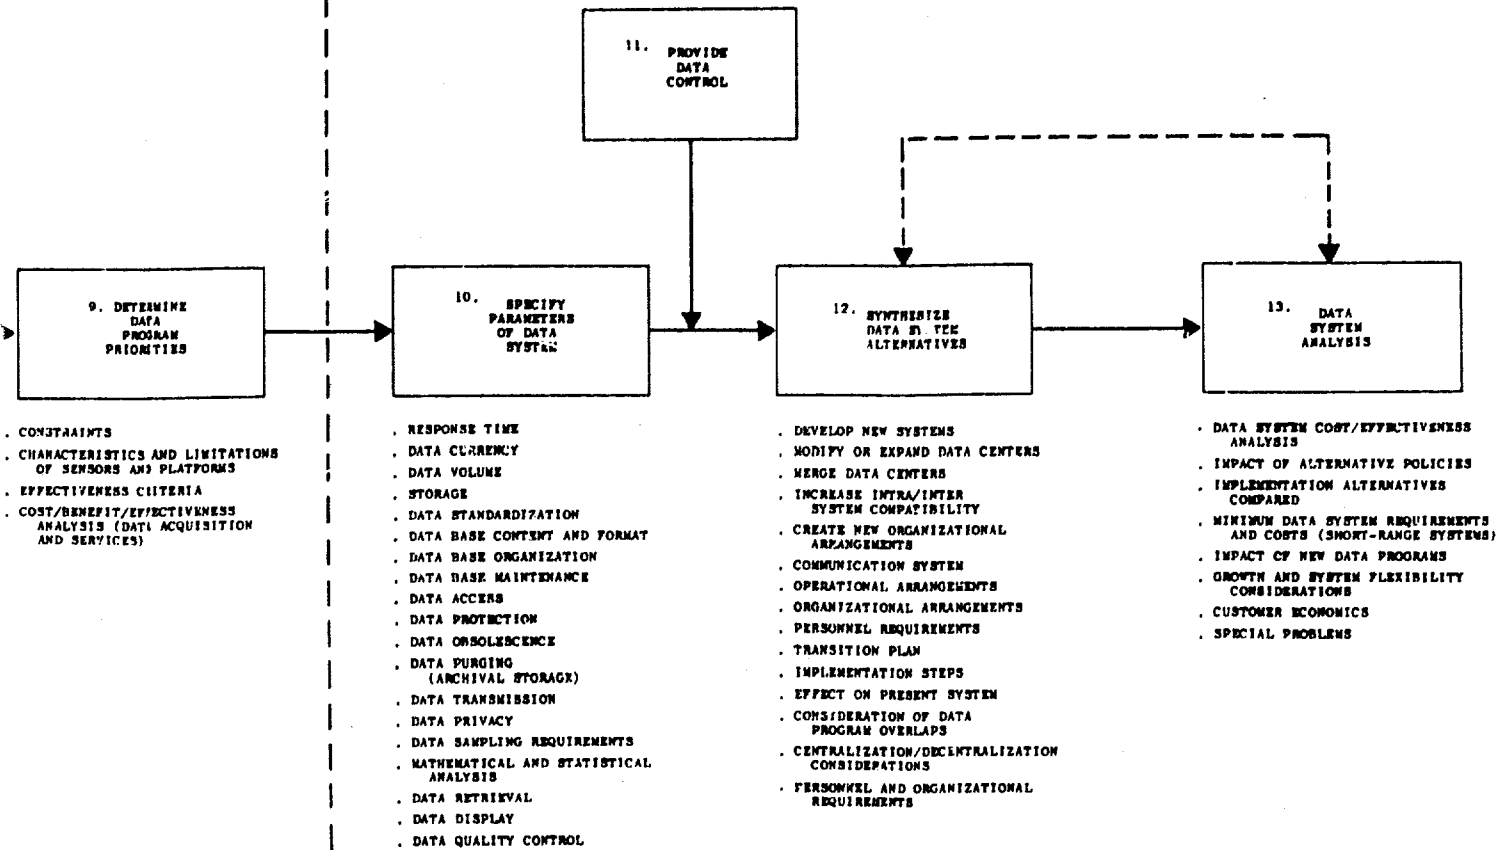 11. PROVIDE
DATA
CONTROL
9. DETERMINE
DATA
PROGRAM
PRIORITIES
10. SPECIFY
PARAMETERS
OF DATA
SYSTEM
12. SYNTHESIZE
DATA SYSTEM
ALTERNATIVES
13. DATA
SYSTEM
ANALYSIS
. CONSTRAINTS
. CHARACTERISTICS AND LIMITATIONS
OF SENSORS AND PLATFORMS
. EFFECTIVENESS CRITERIA
. COST/BENEFIT/EFFECTIVENESS
ANALYSIS (DATA ACQUISITION
AND SERVICES)
. RESPONSE TIME
. DATA CURRENCY
. DATA VOLUME
. STORAGE
. DATA STANDARDIZATION
. DATA BASE CONTENT AND FORMAT
. DATA BASE ORGANIZATION
. DATA BASE MAINTENANCE
. DATA ACCESS
. DATA PROTECTION
. DATA OBSOLESCENCE
. DATA PURGING
(ARCHIVAL STORAGE)
. DATA TRANSMISSION
. DATA PRIVACY
. DATA SAMPLING REQUIREMENTS
. MATHEMATICAL AND STATISTICAL
ANALYSIS
. DATA RETRIEVAL
. DATA DISPLAY
. DATA QUALITY CONTROL
. DEVELOP NEW SYSTEMS
. MODIFY OR EXPAND DATA CENTERS
. MERGE DATA CENTERS
. INCREASE INTRA/INTER
SYSTEM COMPATIBILITY
. CREATE NEW ORGANIZATIONAL
ARRANGEMENTS
. COMMUNICATION SYSTEM
. OPERATIONAL ARRANGEMENTS
. ORGANIZATIONAL ARRANGEMENTS
. PERSONNEL REQUIREMENTS
. TRANSITION PLAN
. IMPLEMENTATION STEPS
. EFFECT ON PRESENT SYSTEM
. CONSIDERATION OF DATA
PROGRAM OVERLAPS
. CENTRALIZATION/DECENTRALIZATION
CONSIDERATIONS
. PERSONNEL AND ORGANIZATIONAL
REQUIREMENTS
. DATA SYSTEM COST/EFFECTIVENESS
ANALYSIS
. IMPACT OF ALTERNATIVE POLICIES
. IMPLEMENTATION ALTERNATIVES
COMPARED
. MINIMUM DATA SYSTEM REQUIREMENTS
AND COSTS (SHORT-RANGE SYSTEMS)
. IMPACT OF NEW DATA PROGRAMS
. GROWTH AND SYSTEM FLEXIBILITY
CONSIDERATIONS
. CUSTOMER ECONOMICS
. SPECIAL PROBLEMS